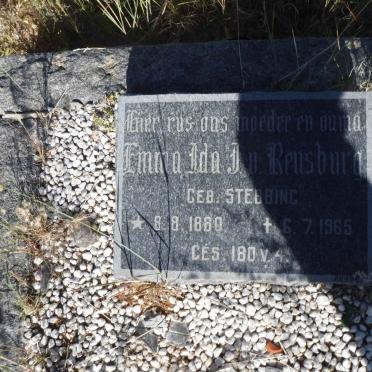 Hier rus ons moeder en ouma
Emma Ida J.v. Rensburg
GEB. STEBBING
★ 8.8.1880 ✝ 6.7.1965
GES. 180 V. 4.